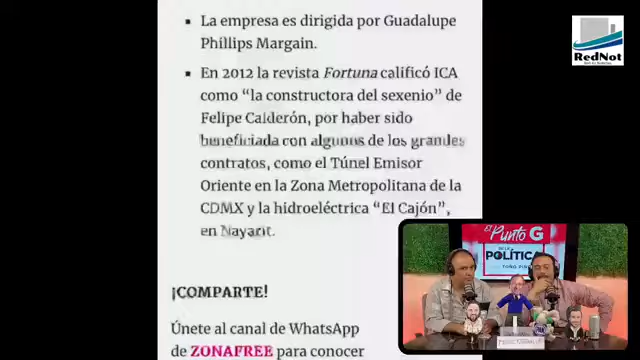 La empresa es dirigida por Guadalupe
Phillips Margain.
En 2012 la revista Fortuna calificó ICA
como “la constructora del sexenio” de
Felipe Calderón, por haber sido
beneficiada con algunos de los grandes
contratos, como el Túnel Emisor
Oriente en la Zona Metropolitana de la
CDMX y la hidroeléctrica “El Cajón”,
en Nayarit.
¡COMPARTE!
Únete al canal de WhatsApp
de ZONAFREE para conocer
RedNot
El Punto G
DE LA
POLÍTICA
TOÑO